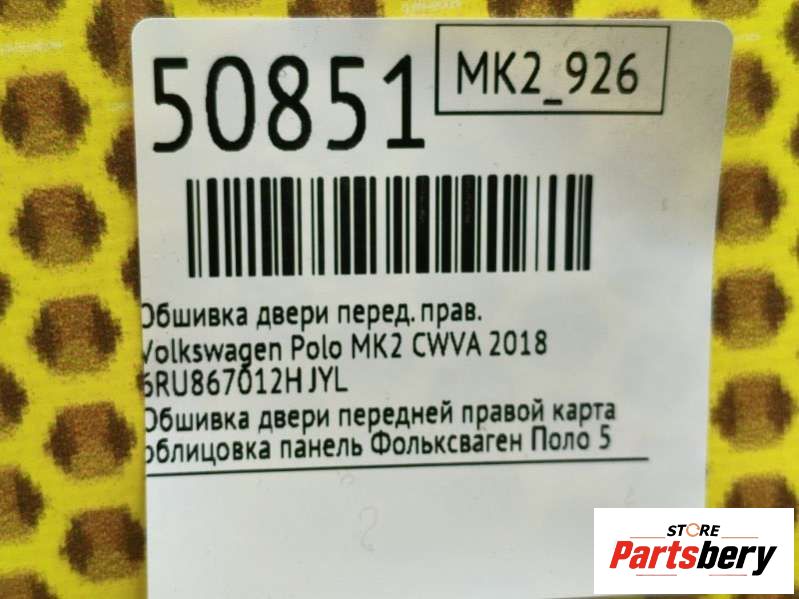 50851
MK2_926
Обшивка двери перед. прав.
Volkswagen Polo MK2 CWVA 2018
6RU867012H JYL
Обшивка двери передней правой карта
облицовка панель Фольксваген Поло 5
STORE
Partsbery